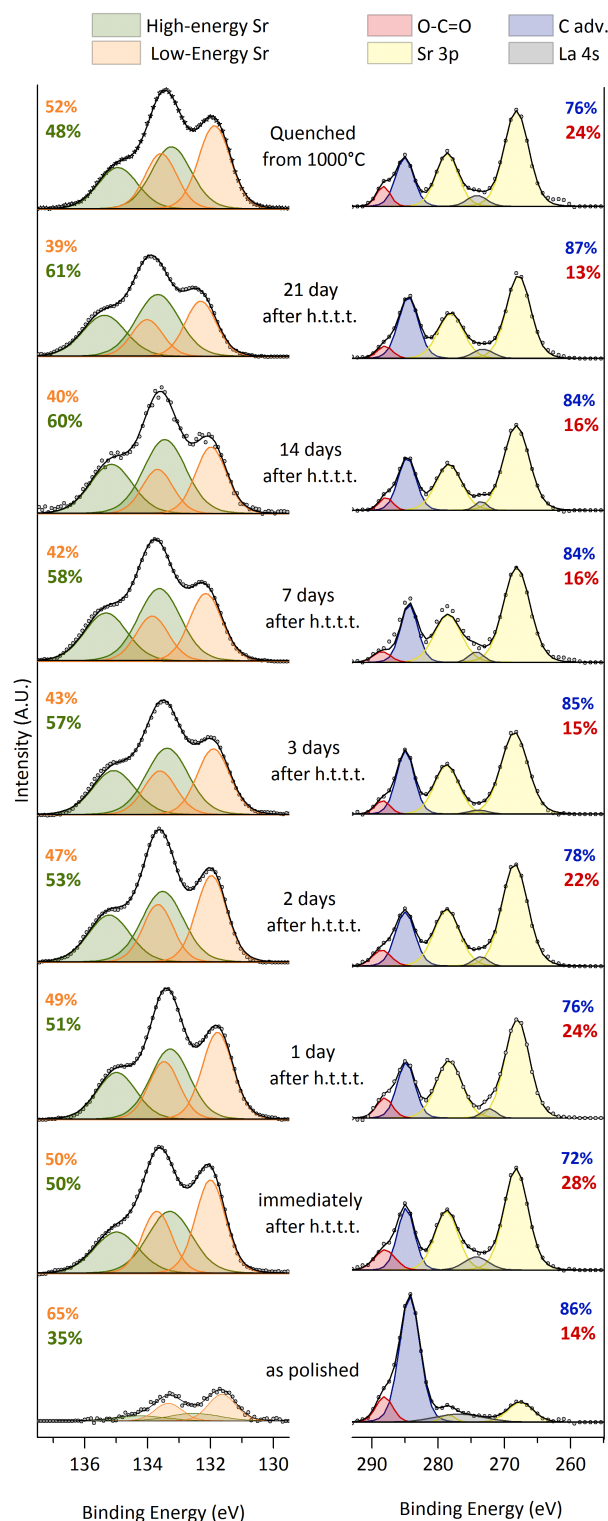 High-energy Sr
Low-Energy Sr
O-C=O
C adv.
Sr 3p
La 4s
52%
48%
Quenched
from 1000°C
76%
24%
39%
61%
21 day
after h.t.t.t.
87%
13%
40%
60%
14 days
after h.t.t.t.
84%
16%
42%
58%
7 days
after h.t.t.t.
84%
16%
43%
57%
3 days
after h.t.t.t.
85%
15%
47%
53%
2 days
after h.t.t.t.
78%
22%
49%
51%
1 day
after h.t.t.t.
76%
24%
50%
50%
immediately
after h.t.t.t.
72%
28%
65%
35%
as polished
86%
14%
Intensity (A.U.)
136 134 132 130
290 280 270 260
Binding Energy (eV)
Binding Energy (eV)